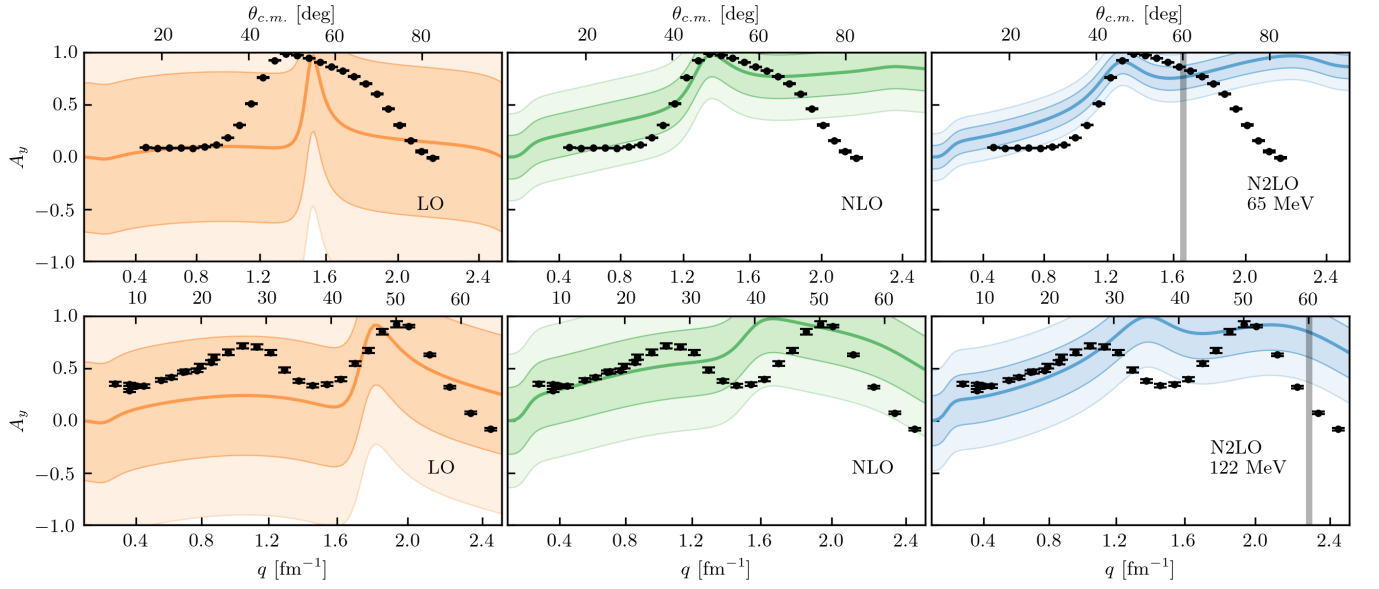 θc.m. [deg] θc.m. [deg] θc.m. [deg]
20 40 60 80 20 40 60 80 20 40 60 80
1.0
0.5
0.0
−0.5
−1.0
Ay
LO
NLO
N2LO
65 MeV
0.4 0.8 1.2 1.6 2.0 2.4 0.4 0.8 1.2 1.6 2.0 2.4 0.4 0.8 1.2 1.6 2.0 2.4
10 20 30 40 50 60 10 20 30 40 50 60 10 20 30 40 50 60
1.0
0.5
0.0
−0.5
−1.0
Ay
LO
NLO
N2LO
122 MeV
0.4 0.8 1.2 1.6 2.0 2.4 0.4 0.8 1.2 1.6 2.0 2.4 0.4 0.8 1.2 1.6 2.0 2.4
q [fm⁻¹] q [fm⁻¹] q [fm⁻¹]